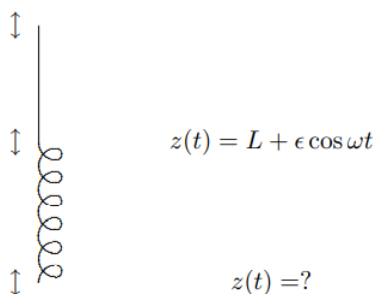 z(t) = L + ϵ cos ωt
z(t) =?